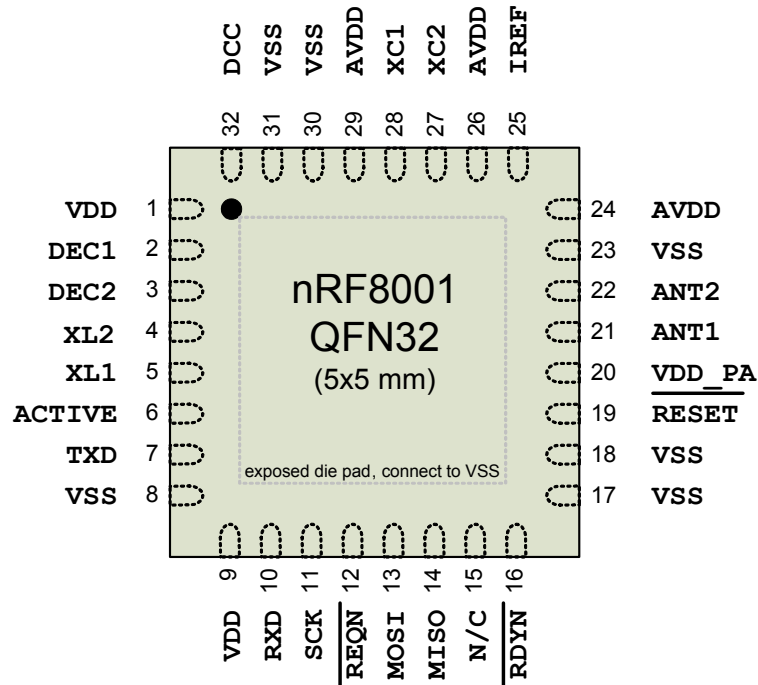 DCC VSS VSS AVDD XC1 XC2 AVDD IREF
32 31 30 29 28 27 26 25
VDD 1
DEC1 2
DEC2 3
XL2 4
XL1 5
ACTIVE 6
TXD 7
VSS 8
nRF8001
QFN32
(5x5 mm)
exposed die pad, connect to VSS
24 AVDD
23 VSS
22 ANT2
21 ANT1
20 VDD_PA
19 RESET
18 VSS
17 VSS
9 10 11 12 13 14 15 16
VDD RXD SCK REQN MOSI MISO N/C RDYN